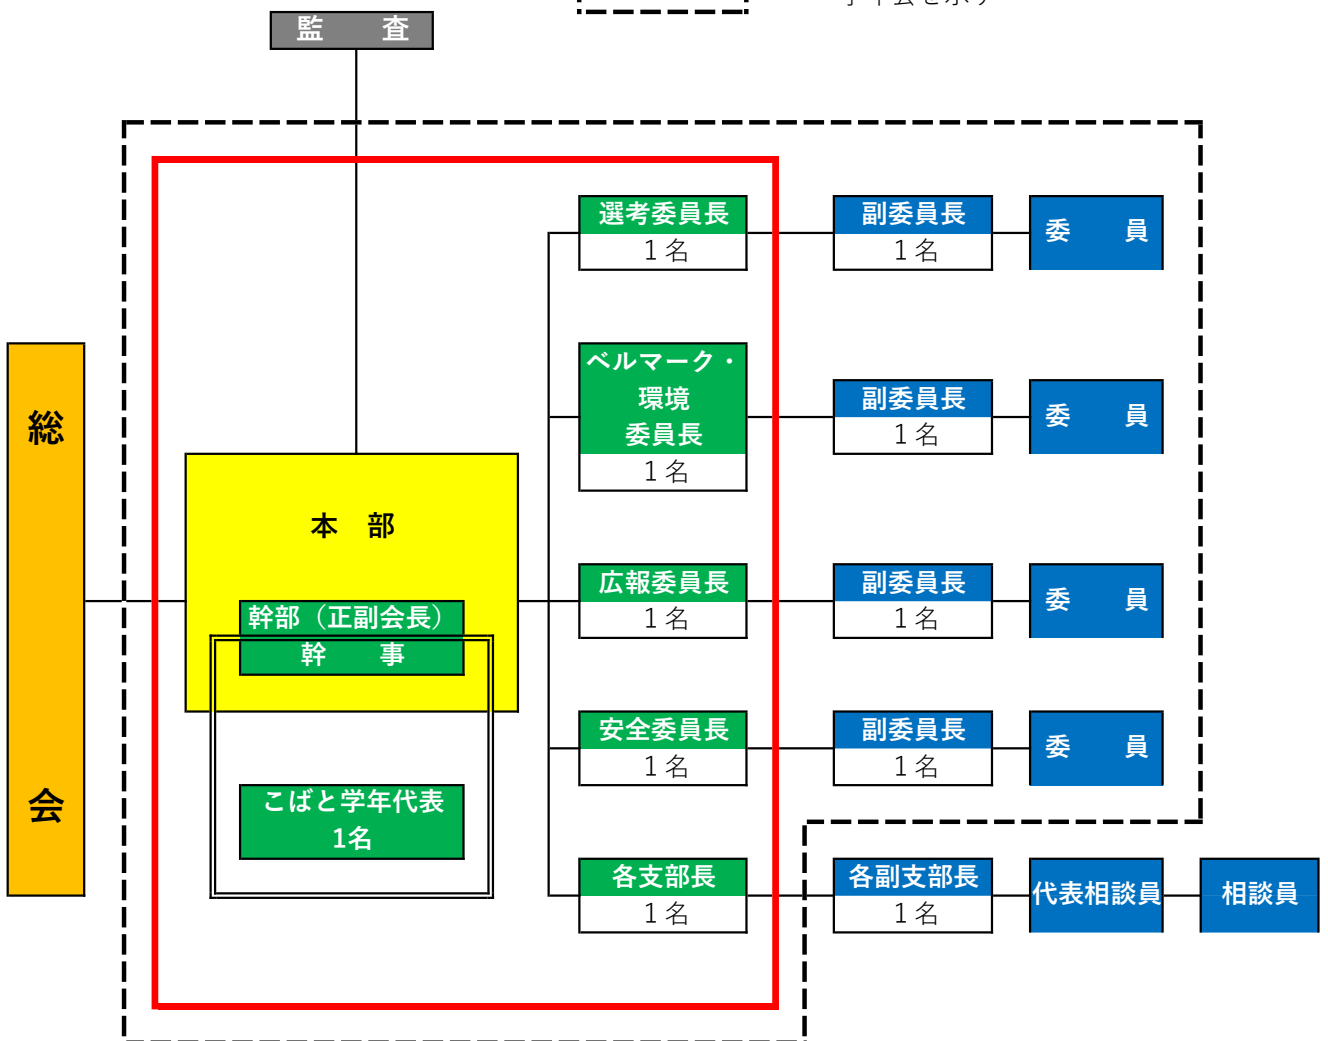 監　査
選考委員長
1名
副委員長
1名
委　員
ベルマーク・
環境
委員長
1名
副委員長
1名
委　員
総会
本　部
幹部（正副会長）
幹　事
広報委員長
1名
副委員長
1名
委　員
安全委員長
1名
副委員長
1名
委　員
こばと学年代表
1名
各支部長
1名
各副支部長
1名
代表相談員
相談員